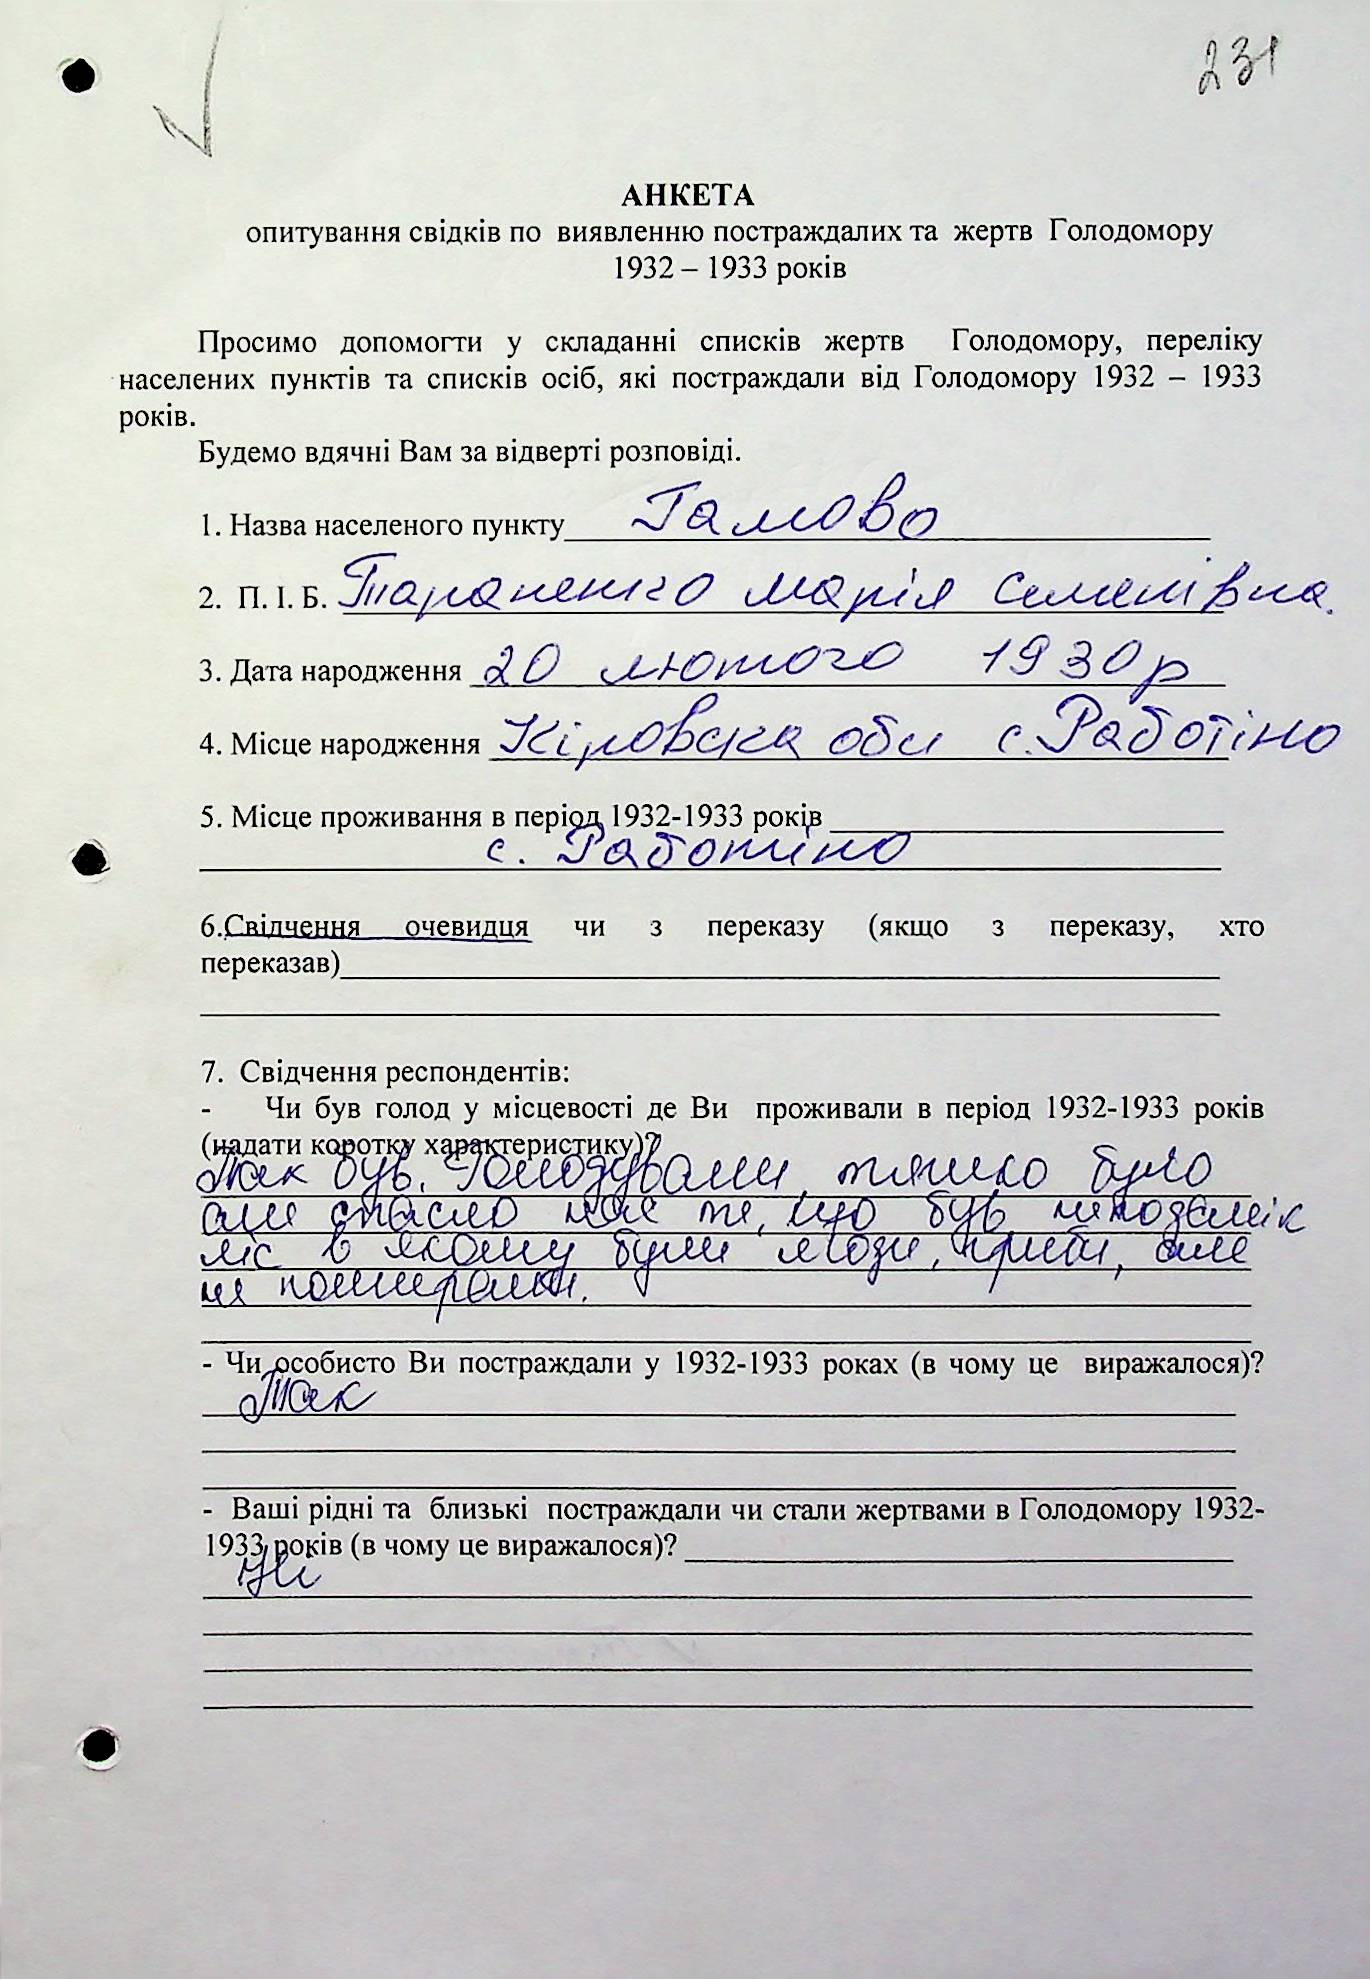 231
АНКЕТА
опитування свідків по виявленню постраждалих та жертв Голодомору
1932 – 1933 років
Просимо допомогти у складанні списків жертв Голодомору, переліку
населених пунктів та списків осіб, які постраждали від Голодомору 1932 – 1933
років.
Будемо вдячні Вам за відверті розповіді.
1. Назва населеного пункту Гамово
2. П. І. Б. Тараненко Марія Семенівна.
3. Дата народження 20 лютого 1930р
4. Місце народження Кіровска обл с. Работіно
5. Місце проживання в період 1932-1933 років
с. Работіно
6.Свідчення очевидця чи з переказу (якщо з переказу, хто
переказав)
7. Свідчення респондентів:
- Чи був голод у місцевості де Ви проживали в період 1932-1933 років
(надати коротку характеристику)?
Так був. Голодували, тяжко було
але спасло нас те, що був неподалік
ліс в якому були ягоди, гриби, але
не помирали.
- Чи особисто Ви постраждали у 1932-1933 роках (в чому це виражалося)?
Так
- Ваші рідні та близькі постраждали чи стали жертвами в Голодомору 1932-
1933 років (в чому це виражалося)?
Ні